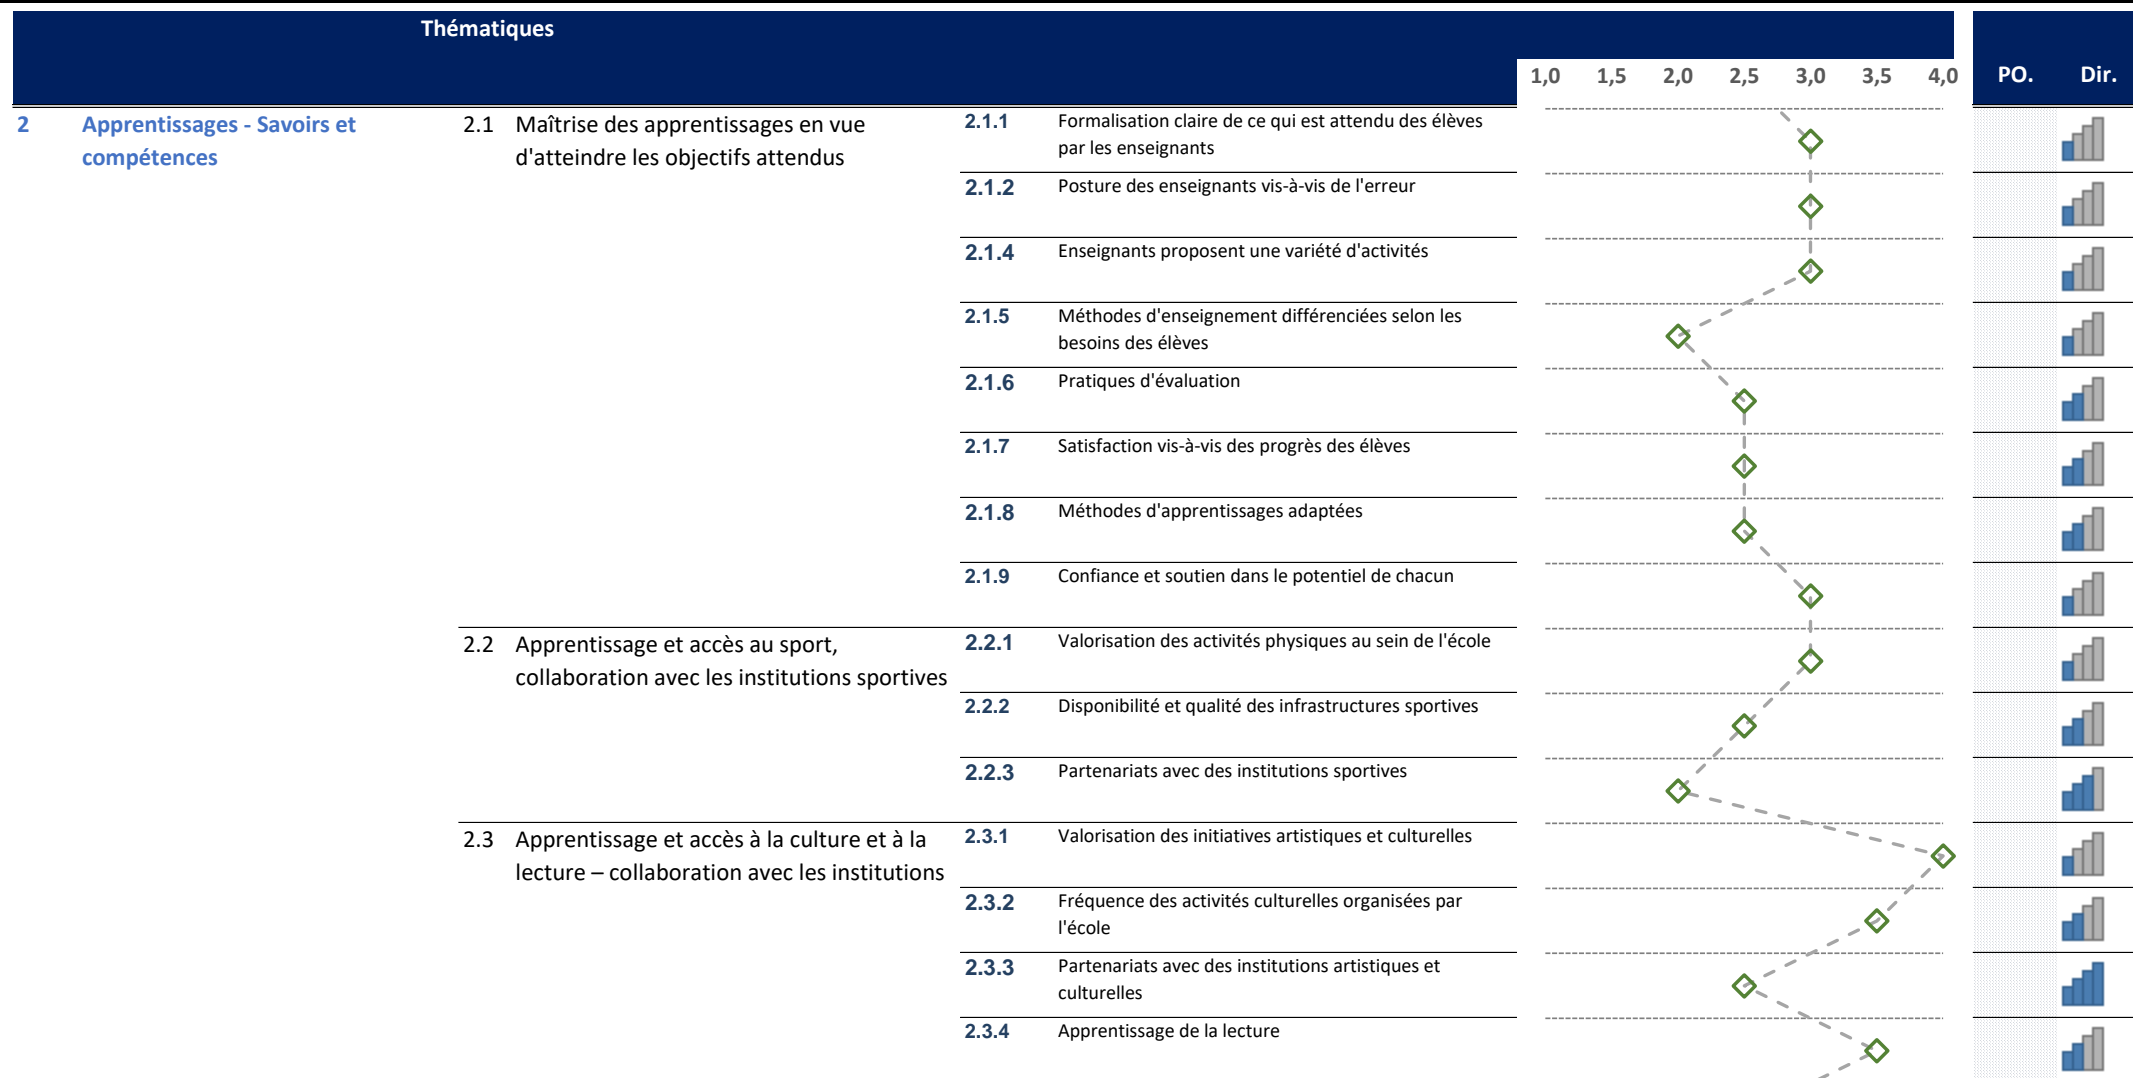 Thématiques
1,0 1,5 2,0 2,5 3,0 3,5 4,0 PO. Dir.
2 Apprentissages - Savoirs et
compétences
2.1 Maîtrise des apprentissages en vue
d'atteindre les objectifs attendus
2.1.1 Formalisation claire de ce qui est attendu des élèves
par les enseignants
2.1.2 Posture des enseignants vis-à-vis de l'erreur
2.1.4 Enseignants proposent une variété d'activités
2.1.5 Méthodes d'enseignement différenciées selon les
besoins des élèves
2.1.6 Pratiques d'évaluation
2.1.7 Satisfaction vis-à-vis des progrès des élèves
2.1.8 Méthodes d'apprentissages adaptées
2.1.9 Confiance et soutien dans le potentiel de chacun
2.2 Apprentissage et accès au sport,
collaboration avec les institutions sportives
2.2.1 Valorisation des activités physiques au sein de l'école
2.2.2 Disponibilité et qualité des infrastructures sportives
2.2.3 Partenariats avec des institutions sportives
2.3 Apprentissage et accès à la culture et à la
lecture – collaboration avec les institutions
2.3.1 Valorisation des initiatives artistiques et culturelles
2.3.2 Fréquence des activités culturelles organisées par
l'école
2.3.3 Partenariats avec des institutions artistiques et
culturelles
2.3.4 Apprentissage de la lecture